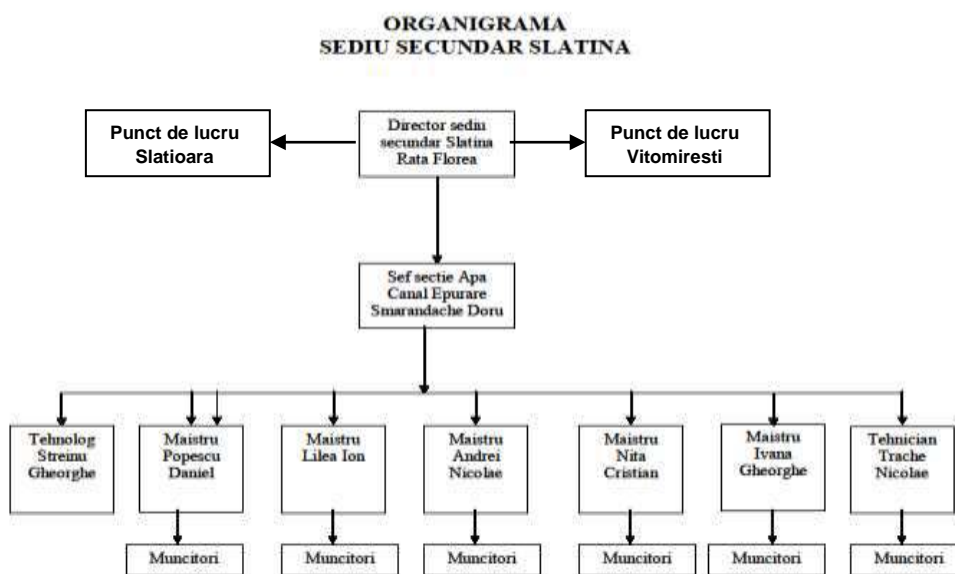 ORGANIGRAMA
SEDIU SECUNDAR SLATINA
Punct de lucru
Slatioara
Director sediu
secundar Slatina
Rata Florea
Punct de lucru
Vitomiresti
Sef sectie Apa
Canal Epurare
Smarandache Doru
Tehnolog
Streinu
Gheorghe
Maistru
Popescu
Daniel
Maistru
Lilea Ion
Maistru
Andrei
Nicolae
Maistru
Nita
Cristian
Maistru
Ivana
Gheorghe
Tehnician
Trache
Nicolae
Muncitori
Muncitori
Muncitori
Muncitori
Muncitori
Muncitori